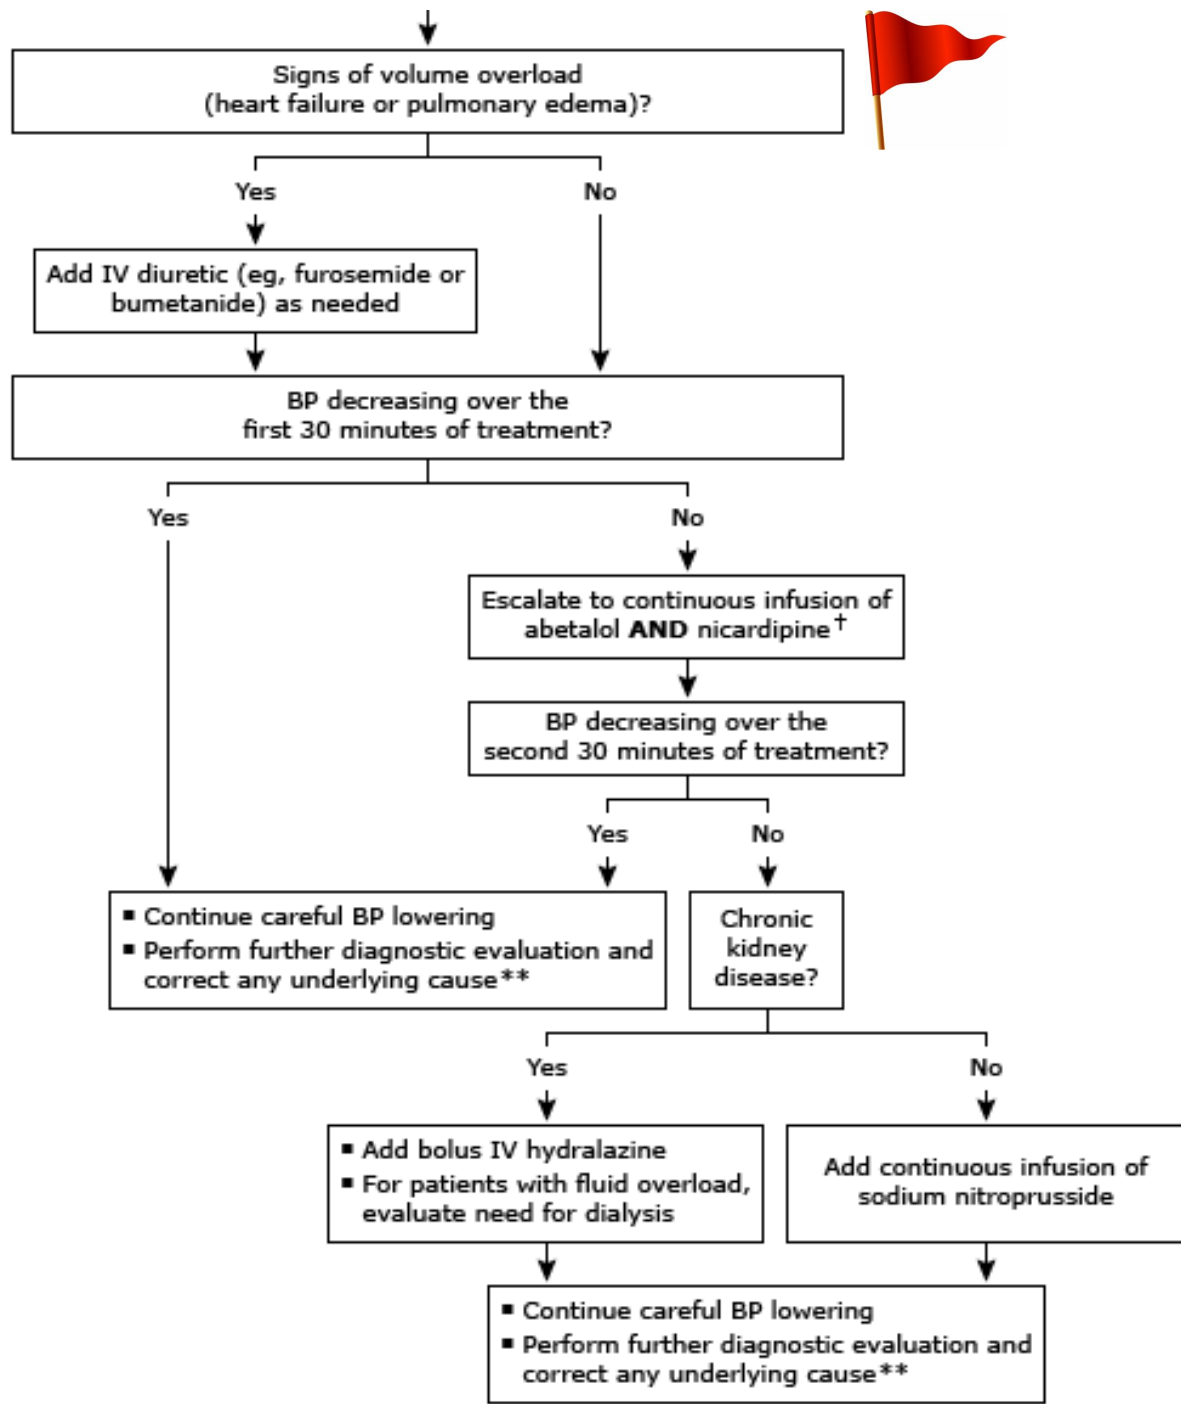 Signs of volume overload
(heart failure or pulmonary edema)?
Yes
No
Add IV diuretic (eg, furosemide or
bumetanide) as needed
BP decreasing over the
first 30 minutes of treatment?
Yes
No
Escalate to continuous infusion of
abetalol AND nicardipine†
BP decreasing over the
second 30 minutes of treatment?
Yes
No
▪ Continue careful BP lowering
▪ Perform further diagnostic evaluation and
correct any underlying cause**
Chronic
kidney
disease?
Yes
No
▪ Add bolus IV hydralazine
▪ For patients with fluid overload,
evaluate need for dialysis
Add continuous infusion of
sodium nitroprusside
▪ Continue careful BP lowering
▪ Perform further diagnostic evaluation and
correct any underlying cause**